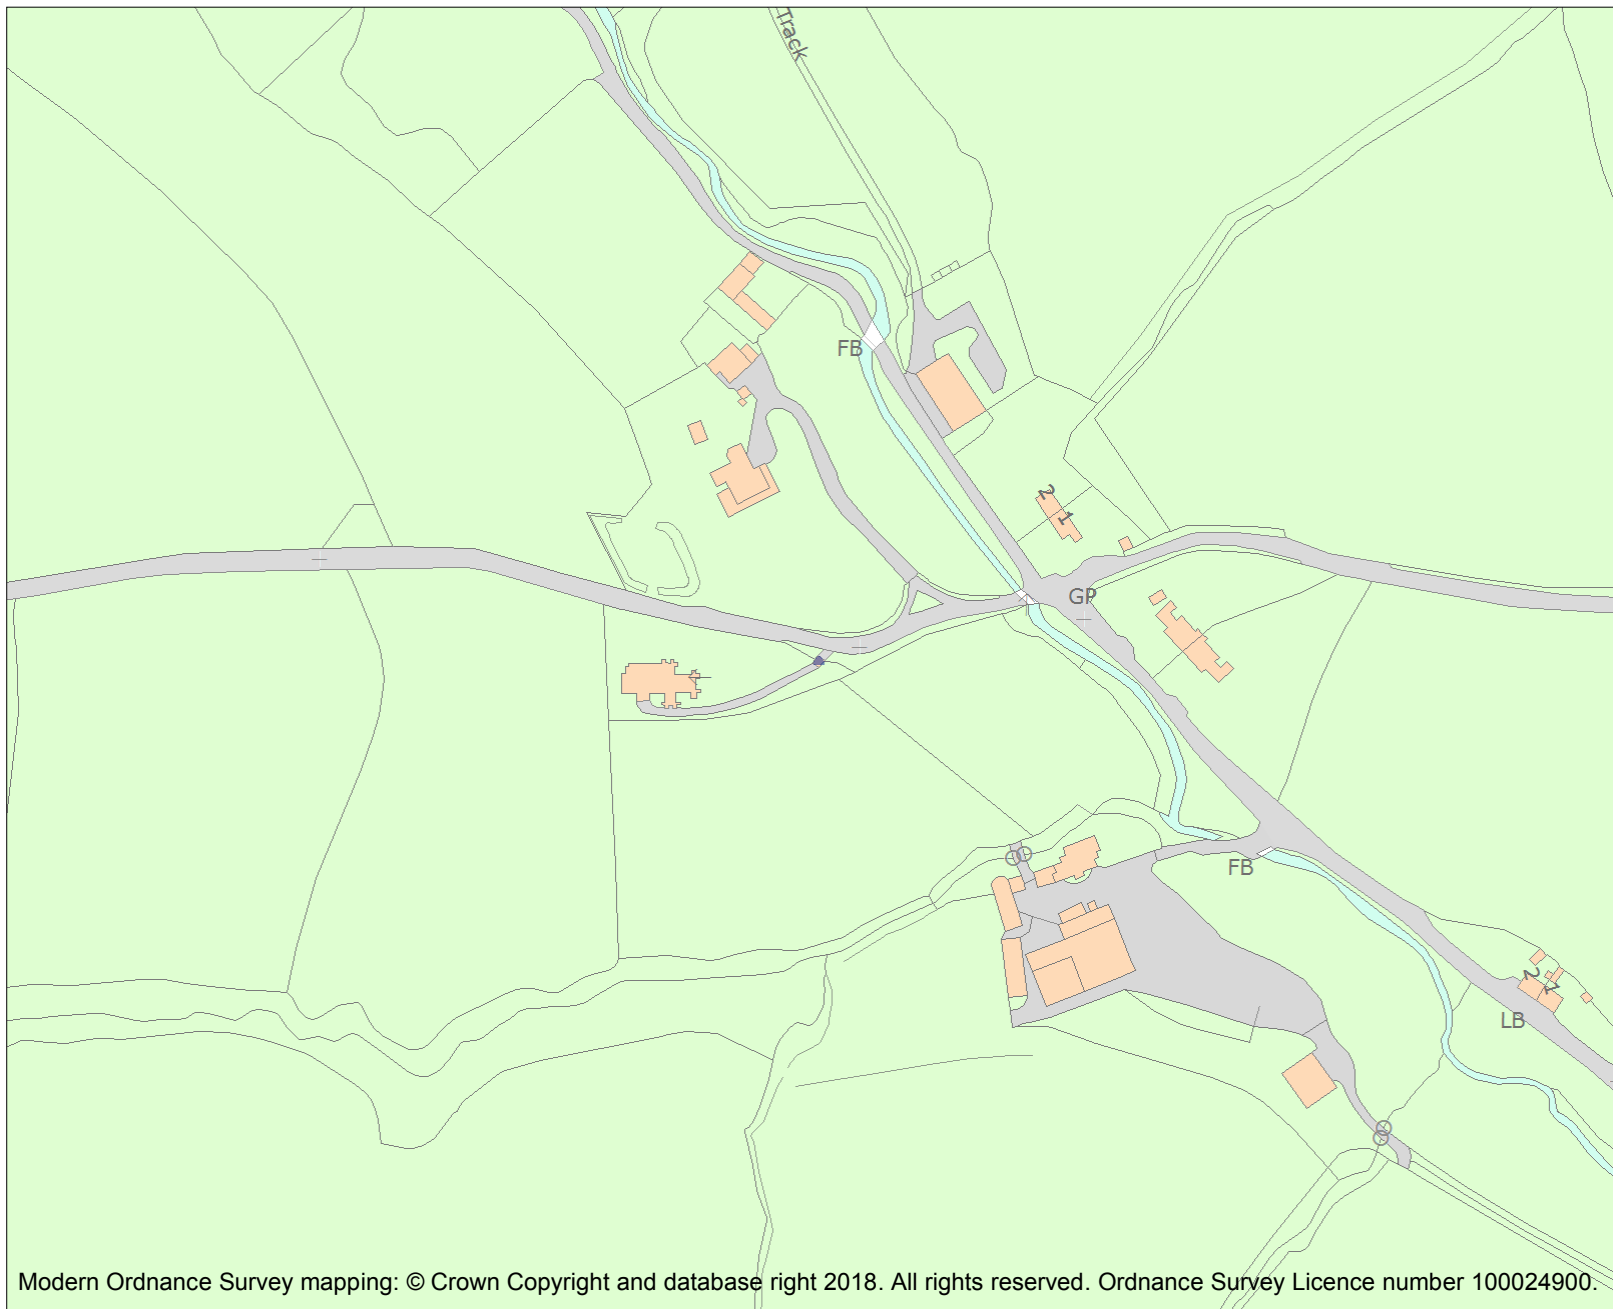 Track
FB
2
1
GP
FB
2
1
LB
Modern Ordnance Survey mapping: © Crown Copyright and database right 2018. All rights reserved. Ordnance Survey Licence number 100024900.